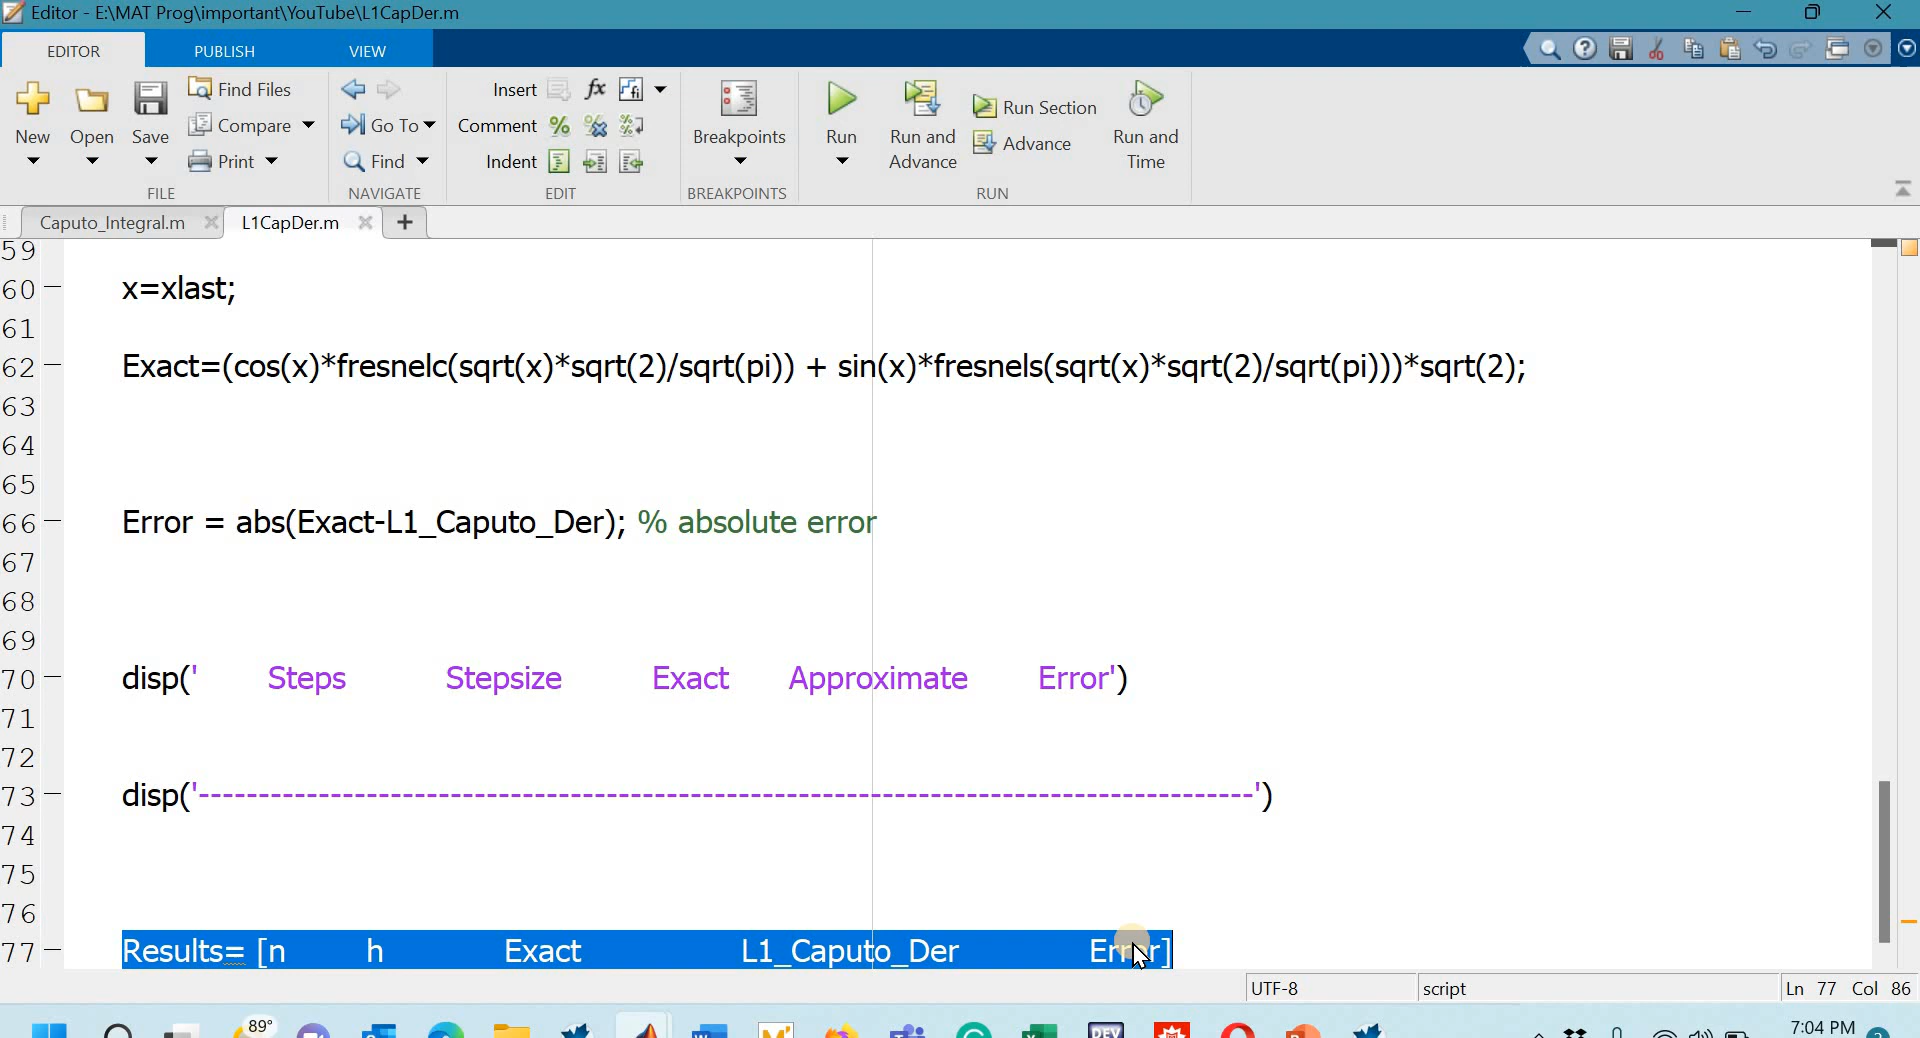 Editor - E:\MAT Prog\important\YouTube\L1CapDer.m
EDITOR PUBLISH VIEW
New Open Save Find Files Compare Print
FILE
Go To Find
NAVIGATE
Insert fx
Comment
Indent
EDIT
Breakpoints
BREAKPOINTS
Run Run and Advance Run Section Advance Run and Time
RUN
Caputo_Integral.m L1CapDer.m
59
60 x=xlast;
61
62 Exact=(cos(x)*fresnelc(sqrt(x)*sqrt(2)/sqrt(pi)) + sin(x)*fresnels(sqrt(x)*sqrt(2)/sqrt(pi)))*sqrt(2);
63
64
65
66 Error = abs(Exact-L1_Caputo_Der); % absolute error
67
68
69
70 disp(' Steps Stepsize Exact Approximate Error')
71
72
73 disp('----------------------------------------------------------------------------------------')
74
75
76
77 Results= [n h Exact L1_Caputo_Der Error]
UTF-8 script Ln 77 Col 86
89° DEV 7:04 PM